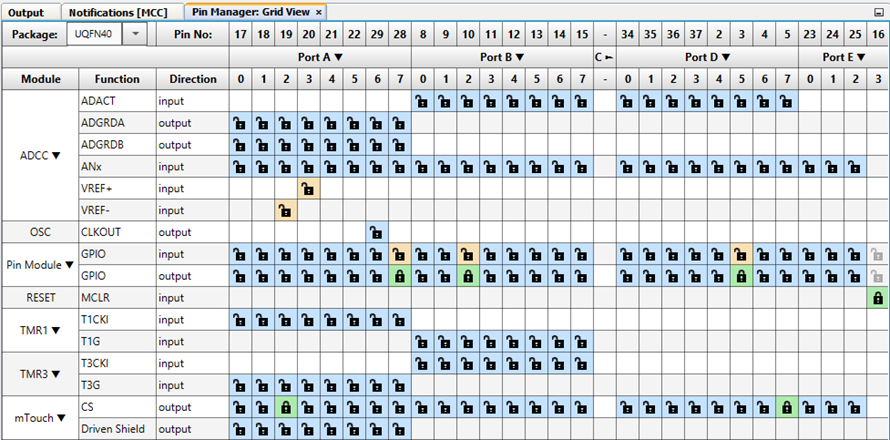 Output Notifications [MCC] Pin Manager: Grid View ×
Package: UQFN40 ▼ Pin No: 17 18 19 20 21 22 29 28 8 9 10 11 12 13 14 15 - 34 35 36 37 2 3 4 5 23 24 25 16
Port A ▼ Port B ▼ C ► Port D ▼ Port E ▼
Module Function Direction 0 1 2 3 4 5 6 7 0 1 2 3 4 5 6 7 - 0 1 2 3 4 5 6 7 0 1 2 3
ADCC ▼
ADACT input
ADGRDA output
ADGRDB output
ANx input
VREF+ input
VREF- input
OSC CLKOUT output
Pin Module ▼
GPIO input
GPIO output
RESET MCLR input
TMR1 ▼
T1CKI input
T1G input
TMR3 ▼
T3CKI input
T3G input
mTouch ▼
CS output
Driven Shield output